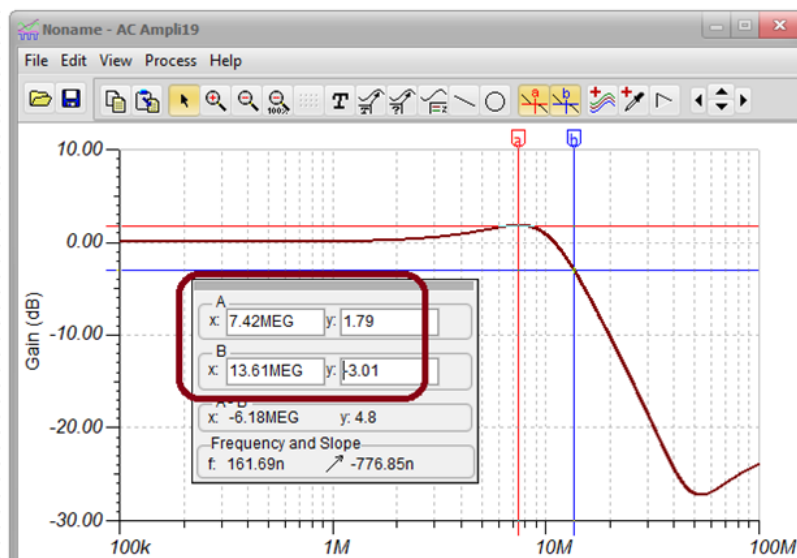 Noname - AC Ampli19
File Edit View Process Help
100%
T
a
b
a
b
10.00
0.00
-10.00
-20.00
-30.00
Gain (dB)
A
x: 7.42MEG y: 1.79
B
x: 13.61MEG y: -3.01
A - B
x: -6.18MEG y: 4.8
Frequency and Slope
f: 161.69n -776.85n
100k 1M 10M 100M